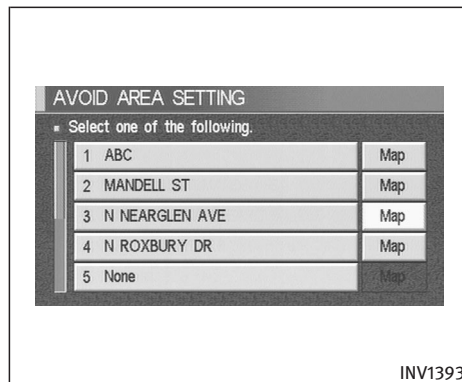 AVOID AREA SETTING
▪ Select one of the following.
1 ABC Map
2 MANDELL ST Map
3 N NEARGLEN AVE Map
4 N ROXBURY DR Map
5 None Map
INV1393